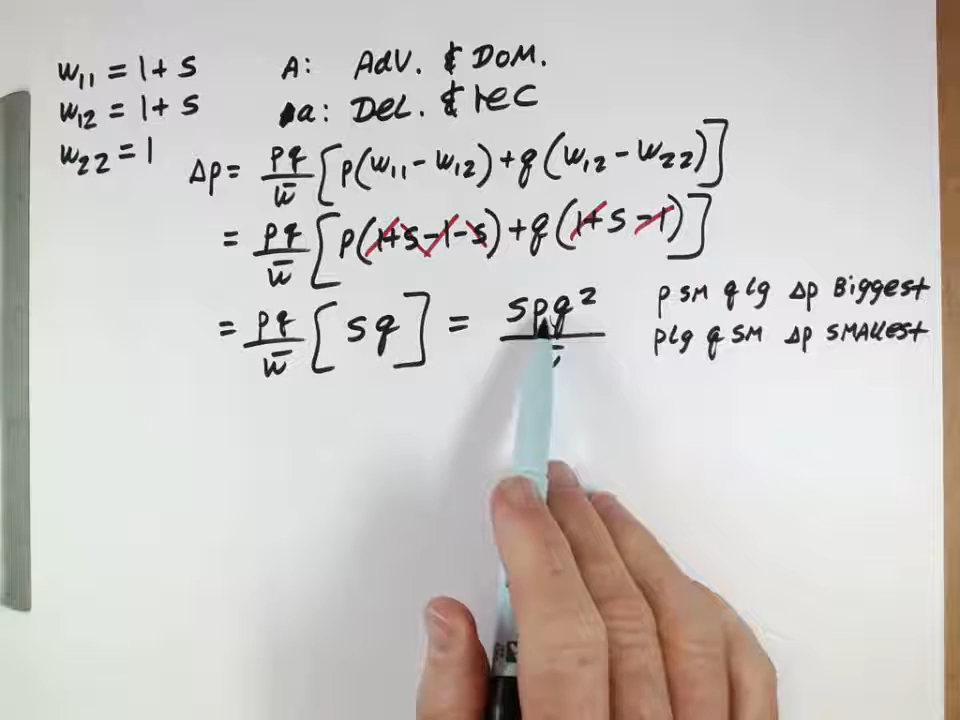 w₁₁ = 1 + s A: Adv. & Dom.
w₁₂ = 1 + s a: Del. & rec
w₂₂ = 1
Δp = pq/w̄ [p(w₁₁ - w₁₂) + q(w₁₂ - w₂₂)]
= pq/w̄ [p(1+s-1-s) + q(1+s-1)]
= pq/w̄ [sq] = spq²/w̄
p sm q lg Δp Biggest
p lg q sm Δp smallest